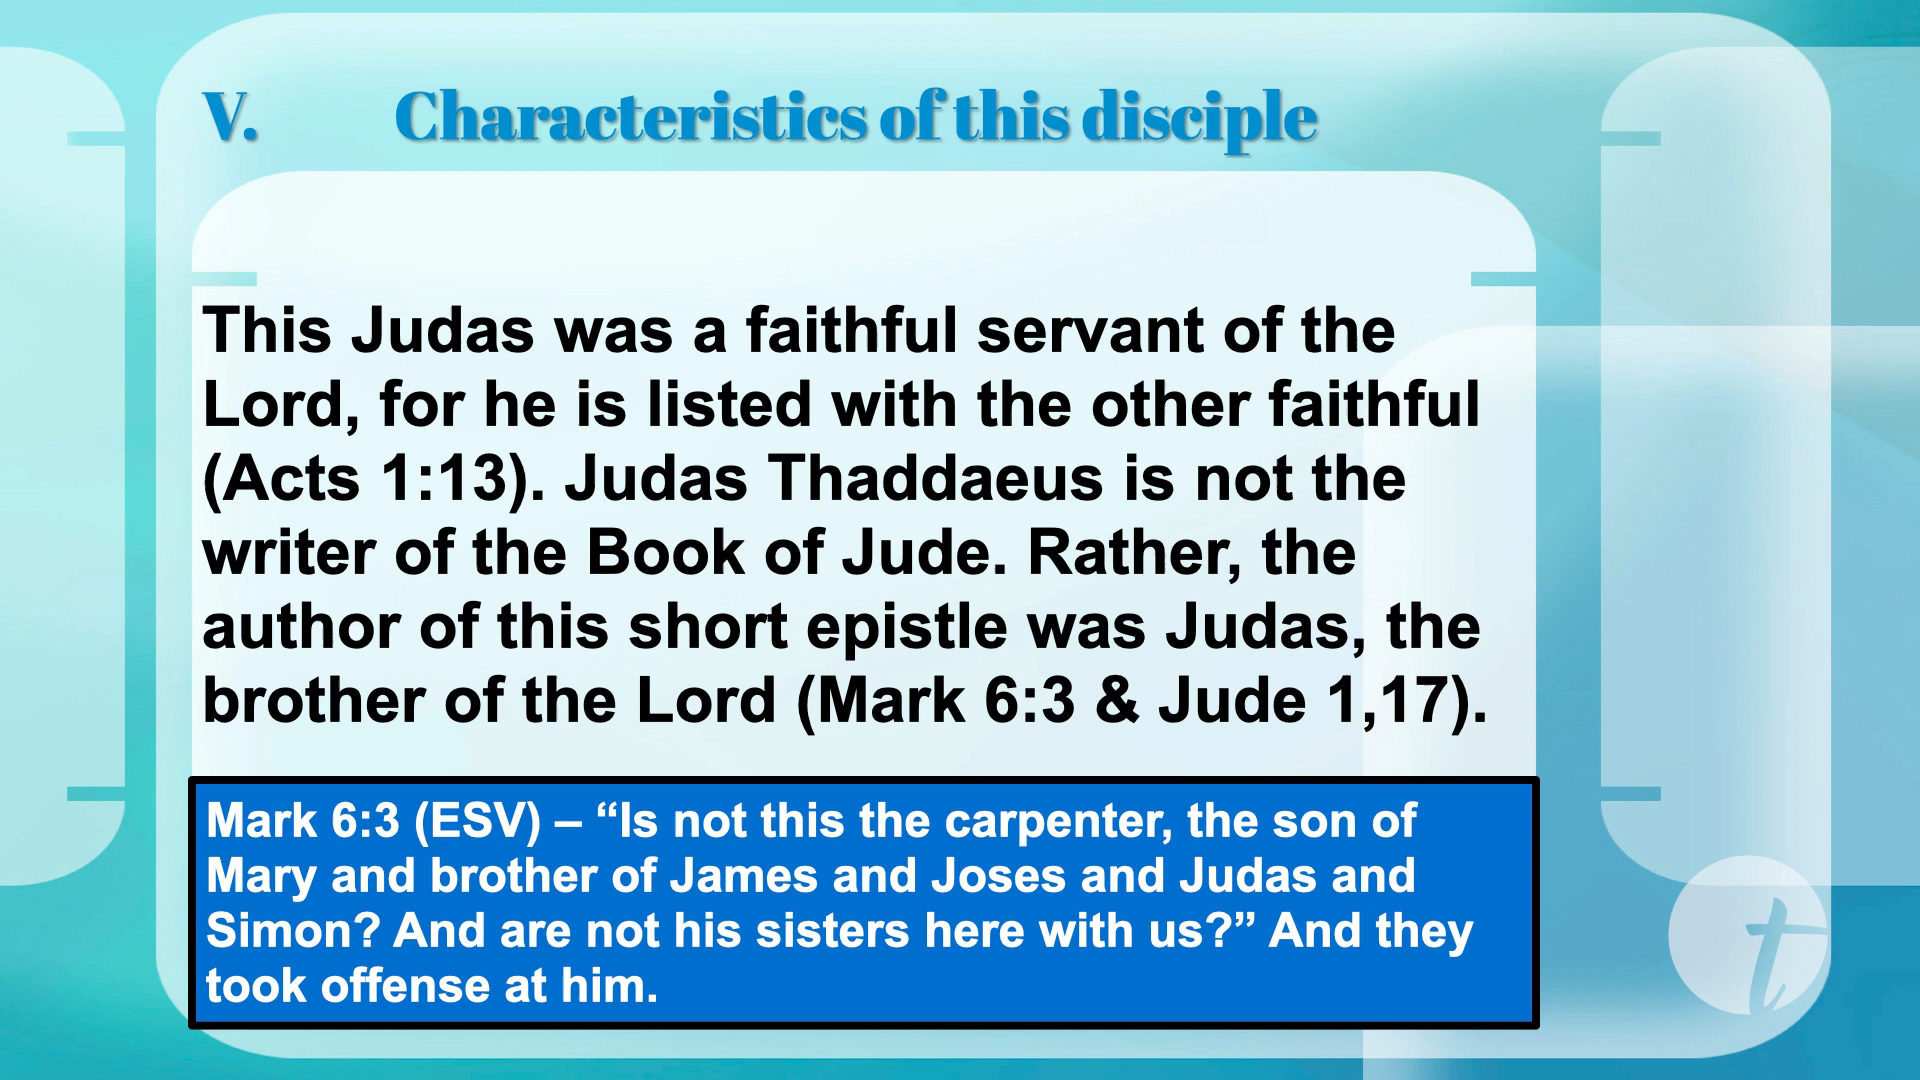 V. Characteristics of this disciple
This Judas was a faithful servant of the
Lord, for he is listed with the other faithful
(Acts 1:13). Judas Thaddaeus is not the
writer of the Book of Jude. Rather, the
author of this short epistle was Judas, the
brother of the Lord (Mark 6:3 & Jude 1,17).
Mark 6:3 (ESV) – “Is not this the carpenter, the son of
Mary and brother of James and Joses and Judas and
Simon? And are not his sisters here with us?” And they
took offense at him.
t